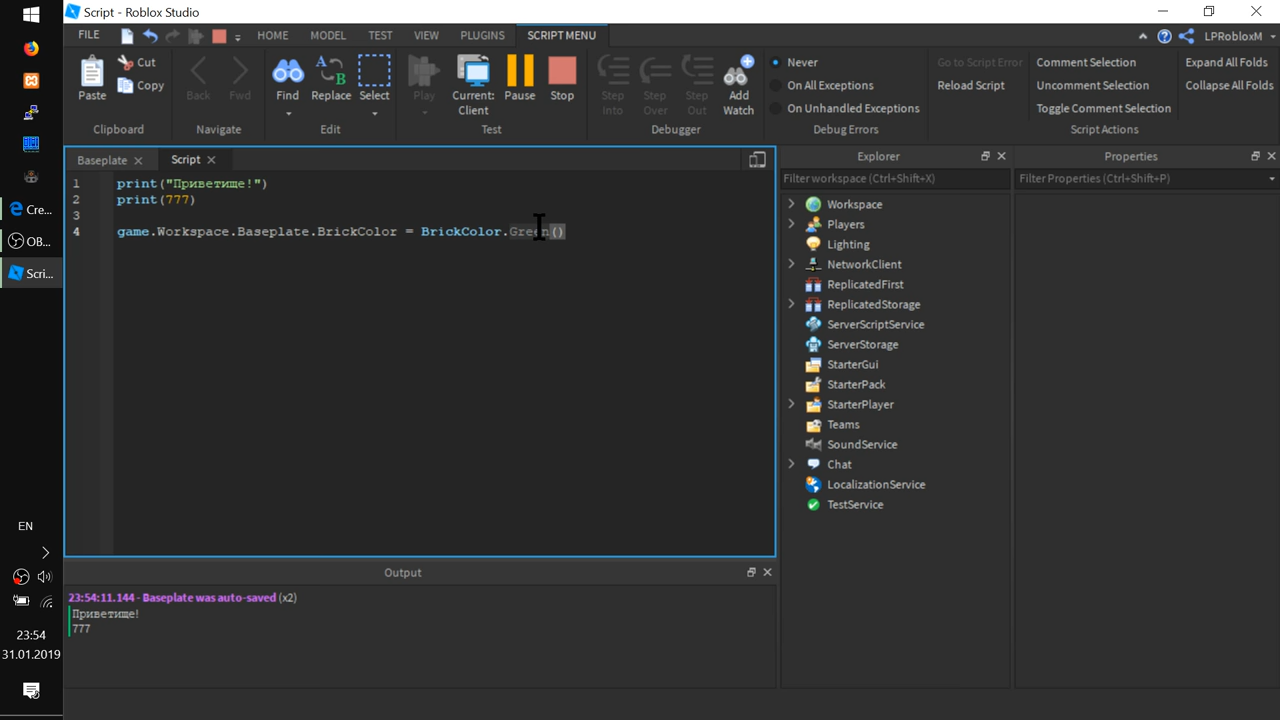 Script - Roblox Studio
FILE
HOME
MODEL
TEST
VIEW
PLUGINS
SCRIPT MENU
LPRobloxM
Paste
Cut
Copy
Clipboard
Back
Fwd
Navigate
Find
Replace
Select
Edit
Play
Current:
Client
Pause
Stop
Test
Step
Into
Step
Over
Step
Out
Add
Watch
Debugger
Never
On All Exceptions
On Unhandled Exceptions
Debug Errors
Go to Script Error
Reload Script
Comment Selection
Uncomment Selection
Toggle Comment Selection
Expand All Folds
Collapse All Folds
Script Actions
Cre...
OB...
Scri...
Baseplate
Script
1 print("Приветище!")
2 print(777)
3
4 game.Workspace.Baseplate.BrickColor = BrickColor.Green()
Explorer
Filter workspace (Ctrl+Shift+X)
Workspace
Players
Lighting
NetworkClient
ReplicatedFirst
ReplicatedStorage
ServerScriptService
ServerStorage
StarterGui
StarterPack
StarterPlayer
Teams
SoundService
Chat
LocalizationService
TestService
Properties
Filter Properties (Ctrl+Shift+P)
Output
23:54:11.144 - Baseplate was auto-saved (x2)
Приветище!
777
EN
23:54
31.01.2019